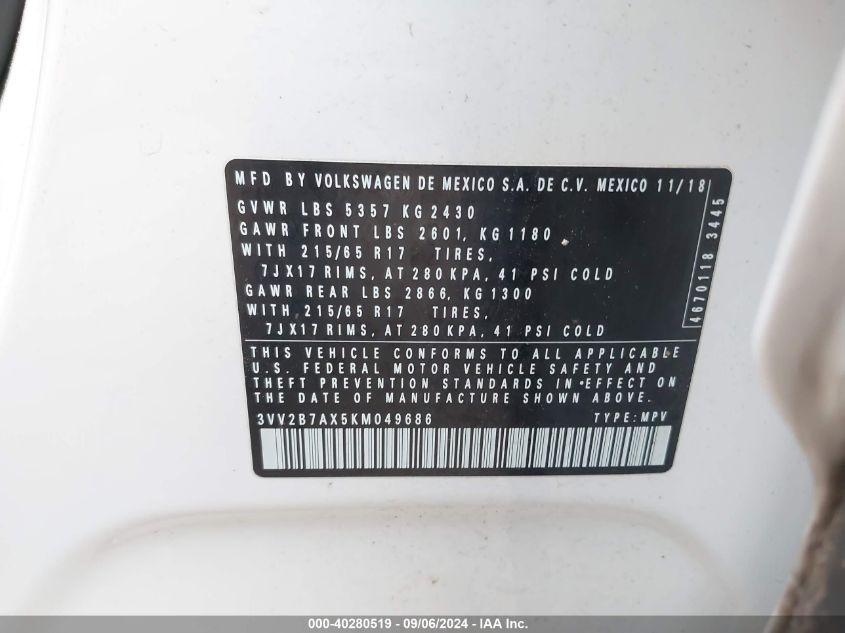 MFD BY VOLKSWAGEN DE MEXICO S.A. DE C.V. MEXICO 11/18
GVWR LBS 5357 KG 2430
GAWR FRONT LBS 2601, KG 1180
WITH 215/65 R17 TIRES,
7JX17 RIMS, AT 280 KPA, 41 PSI COLD
GAWR REAR LBS 2866, KG 1300
WITH 215/65 R17 TIRES,
7JX17 RIMS, AT 280 KPA, 41 PSI COLD
4670118 3445
THIS VEHICLE CONFORMS TO ALL APPLICABLE
U.S. FEDERAL MOTOR VEHICLE SAFETY AND
THEFT PREVENTION STANDARDS IN EFFECT ON
THE DATE OF MANUFACTURE SHOWN ABOVE.
3VV2B7AX5KM049686 TYPE: MPV
000-40280519 - 09/06/2024 - IAA Inc.